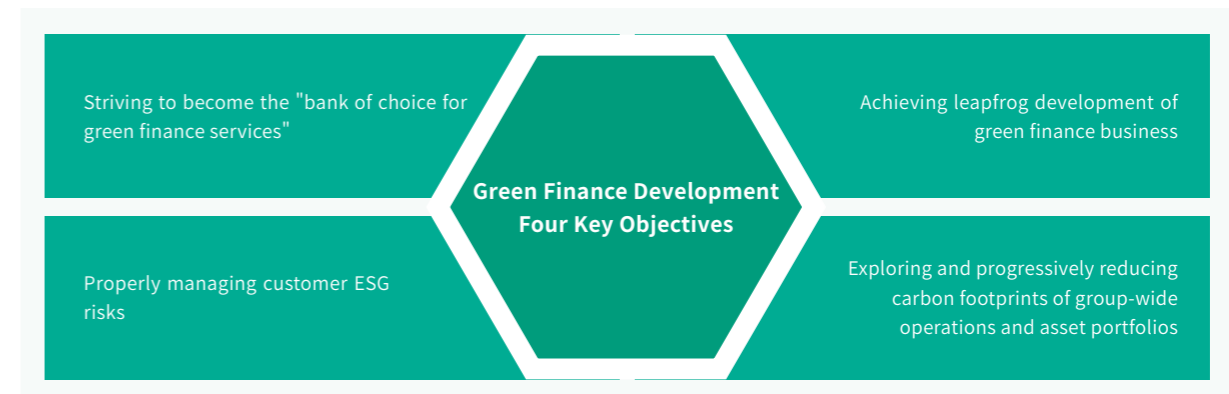 Striving to become the "bank of choice for
green finance services"
Achieving leapfrog development of
green finance business
Green Finance Development
Four Key Objectives
Properly managing customer ESG
risks
Exploring and progressively reducing
carbon footprints of group-wide
operations and asset portfolios